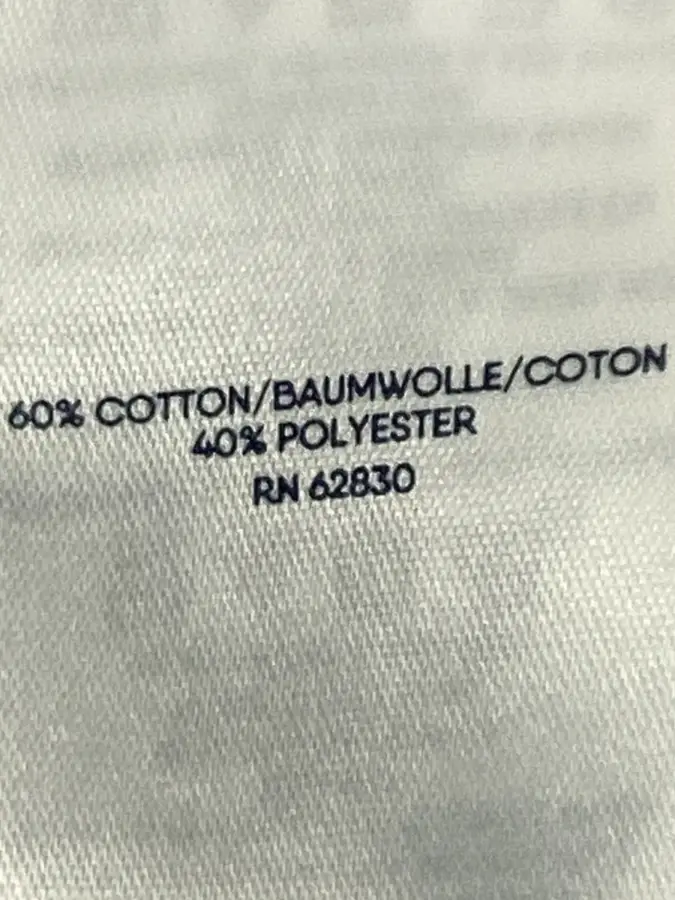 60% COTTON/BAUMWOLLE/COTON
40% POLYESTER
RN 62830